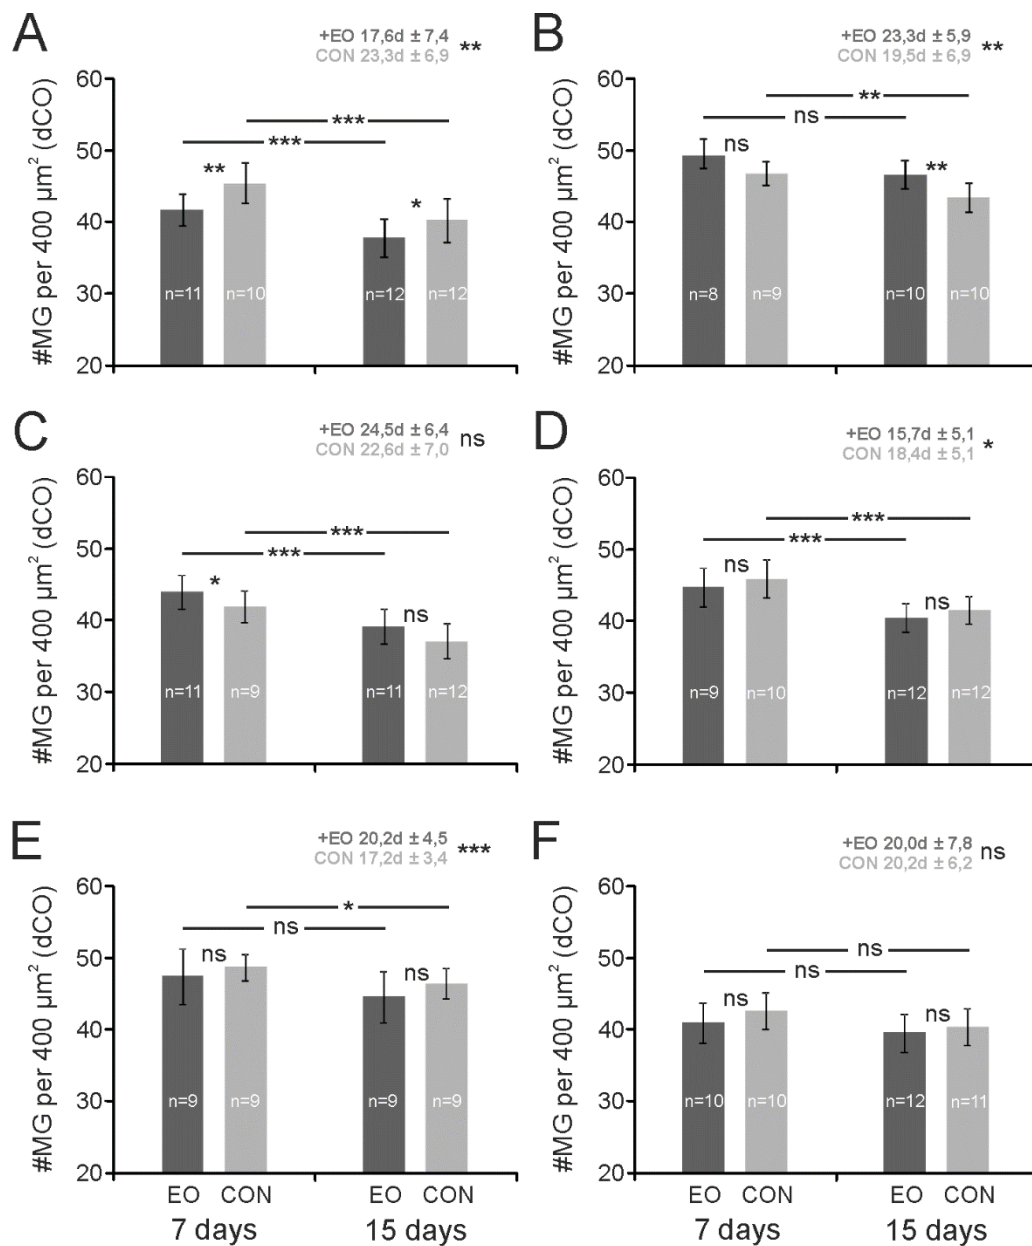 A
+EO 17,6d ± 7,4
CON 23,3d ± 6,9
**
#MG per 400 µm² (dCO)
60
50
40
30
20
***
***
**
*
n=11
n=10
n=12
n=12
B
+EO 23,3d ± 5,9
CON 19,5d ± 6,9
**
#MG per 400 µm² (dCO)
60
50
40
30
20
**
ns
ns
**
n=8
n=9
n=10
n=10
C
+EO 24,5d ± 6,4
CON 22,6d ± 7,0
ns
#MG per 400 µm² (dCO)
60
50
40
30
20
***
***
*
ns
n=11
n=9
n=11
n=12
D
+EO 15,7d ± 5,1
CON 18,4d ± 5,1
*
#MG per 400 µm² (dCO)
60
50
40
30
20
***
***
ns
ns
n=9
n=10
n=12
n=12
E
+EO 20,2d ± 4,5
CON 17,2d ± 3,4
***
#MG per 400 µm² (dCO)
60
50
40
30
20
*
ns
ns
ns
n=9
n=9
n=9
n=9
EO CON EO CON
7 days 15 days
F
+EO 20,0d ± 7,8
CON 20,2d ± 6,2
ns
#MG per 400 µm² (dCO)
60
50
40
30
20
ns
ns
ns
ns
n=10
n=10
n=12
n=11
EO CON EO CON
7 days 15 days